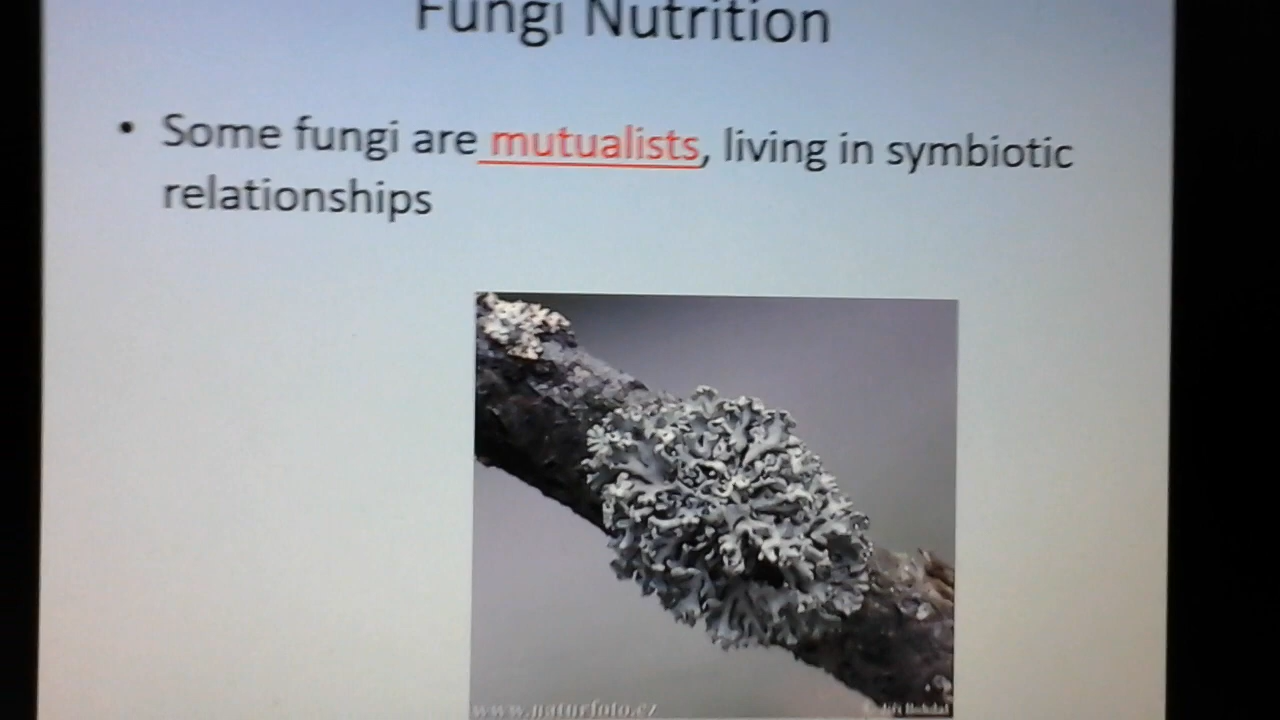 Fungi Nutrition
• Some fungi are mutualists, living in symbiotic
relationships
www.naturfoto.cz